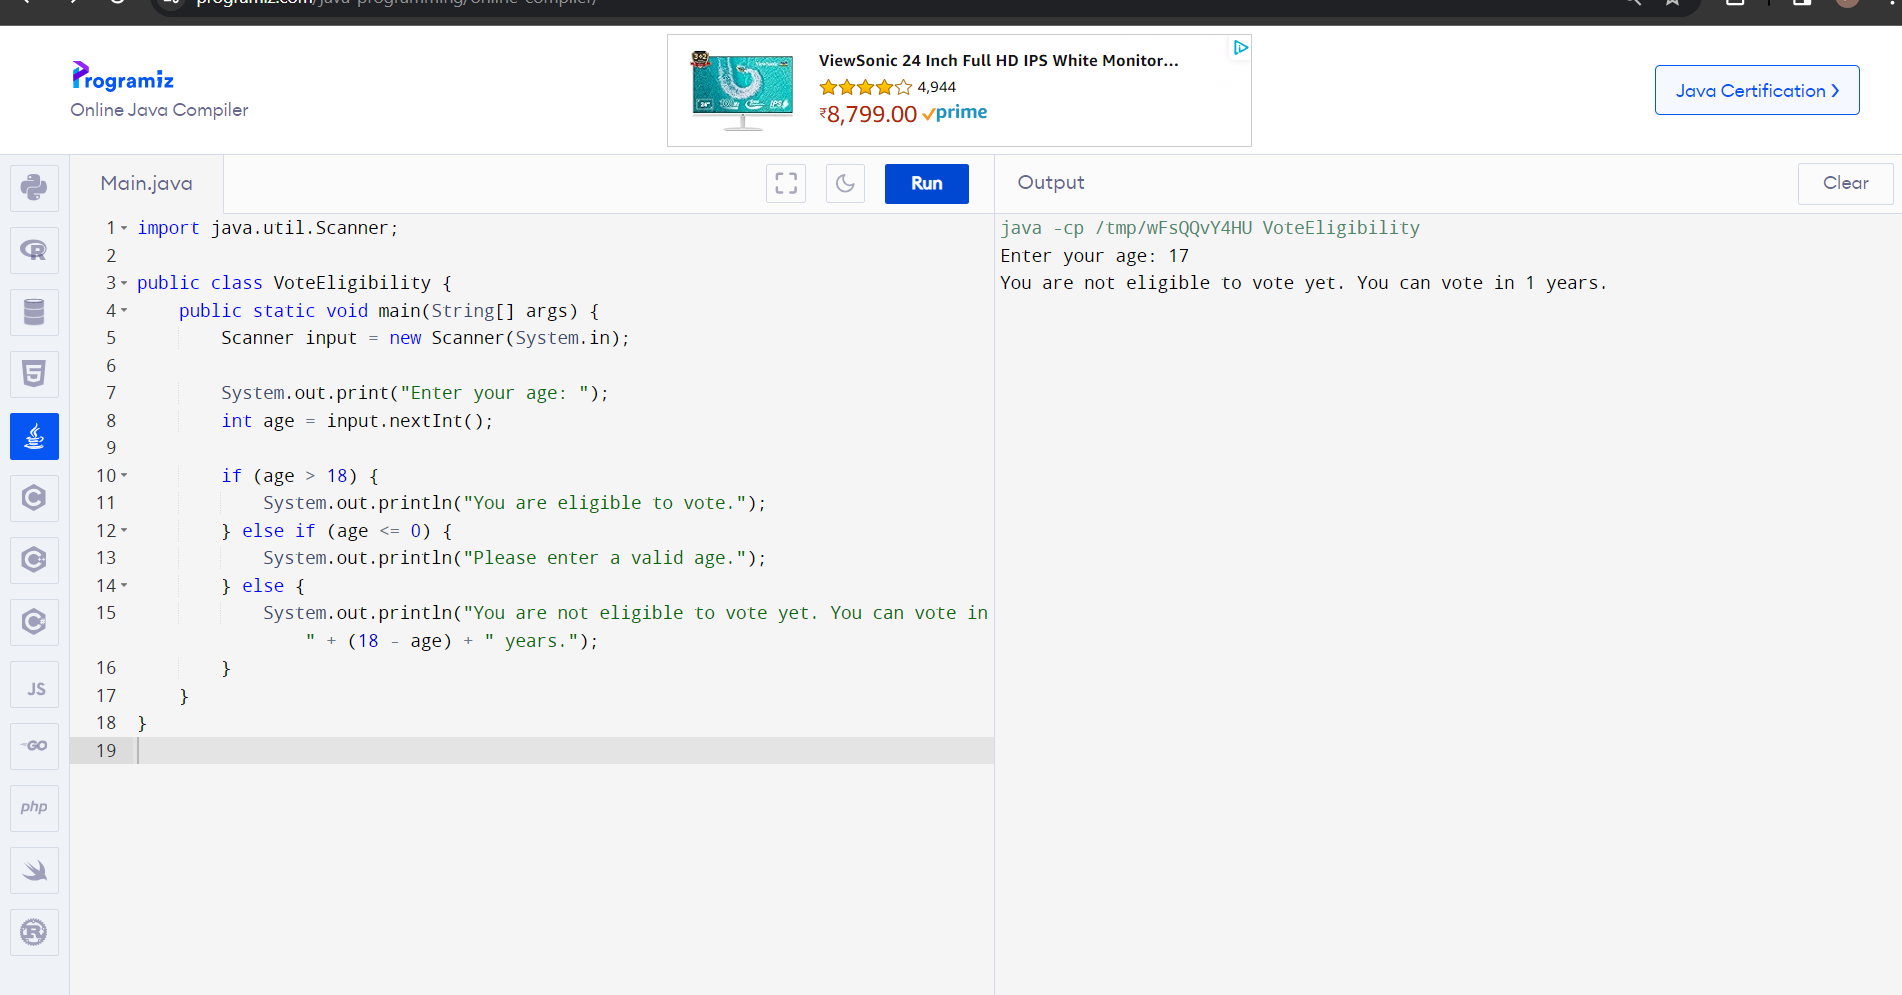 programiz.com/java-programming/online-compiler/
Programiz
Online Java Compiler
ViewSonic 24 Inch Full HD IPS White Monitor...
4,944
₹8,799.00 prime
Java Certification
Main.java
Run
Output
Clear
1 import java.util.Scanner;
2
3 public class VoteEligibility {
4 public static void main(String[] args) {
5 Scanner input = new Scanner(System.in);
6
7 System.out.print("Enter your age: ");
8 int age = input.nextInt();
9
10 if (age > 18) {
11 System.out.println("You are eligible to vote.");
12 } else if (age <= 0) {
13 System.out.println("Please enter a valid age.");
14 } else {
15 System.out.println("You are not eligible to vote yet. You can vote in
" + (18 - age) + " years.");
16 }
17 }
18 }
19
java -cp /tmp/wFsQQvY4HU VoteEligibility
Enter your age: 17
You are not eligible to vote yet. You can vote in 1 years.
R
5
C
C
C
JS
GO
php
R